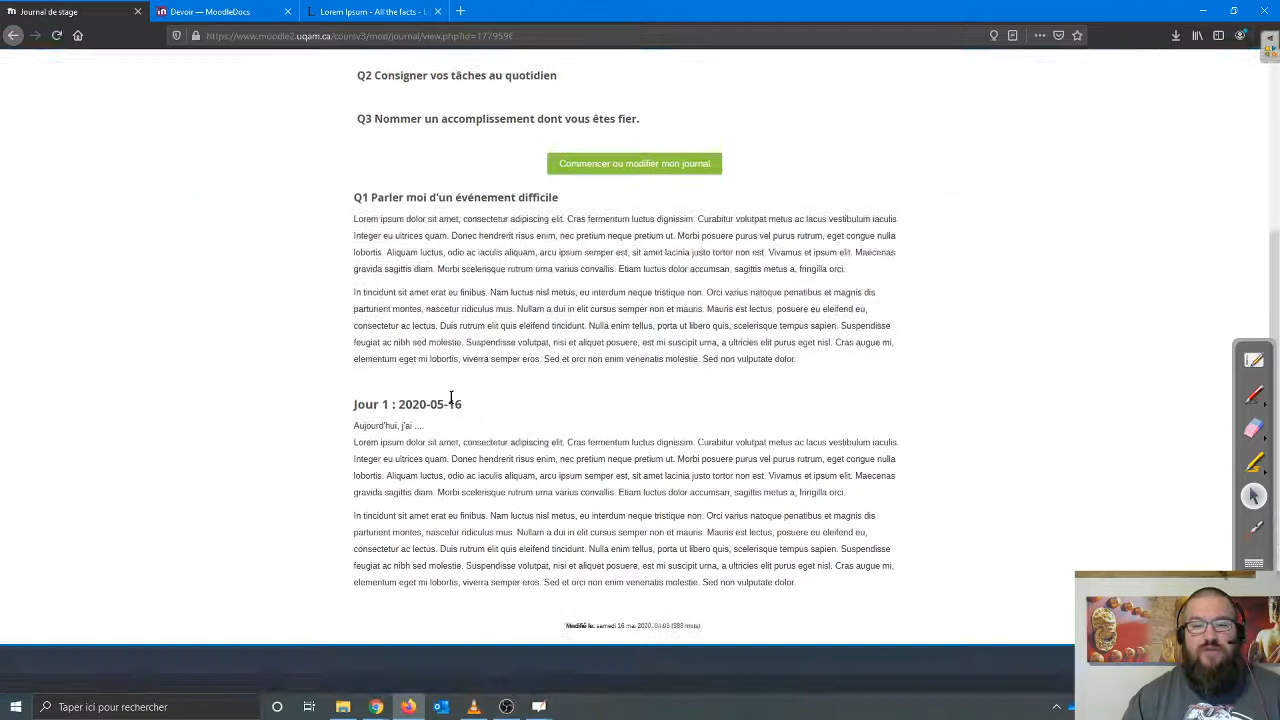 Journal de stage
Devoir — MoodleDocs
Lorem Ipsum - All the facts - L
https://www.moodle2.uqam.ca/coursv3/mod/journal/view.php?id=1779596
Q2 Consigner vos tâches au quotidien
Q3 Nommer un accomplissement dont vous êtes fier.
Commencer ou modifier mon journal
Q1 Parler moi d'un événement difficile
Lorem ipsum dolor sit amet, consectetur adipiscing elit. Cras fermentum luctus dignissim. Curabitur volutpat metus ac lacus vestibulum iaculis.
Integer eu ultrices quam. Donec hendrerit risus enim, nec pretium neque pretium ut. Morbi posuere purus vel purus rutrum, eget congue nulla
lobortis. Aliquam luctus, odio ac iaculis aliquam, arcu ipsum semper est, sit amet lacinia justo tortor non est. Vivamus et ipsum elit. Maecenas
gravida sagittis diam. Morbi scelerisque rutrum urna varius convallis. Etiam luctus dolor accumsan, sagittis metus a, fringilla orci.
In tincidunt sit amet erat eu finibus. Nam luctus nisl metus, eu interdum neque tristique non. Orci varius natoque penatibus et magnis dis
parturient montes, nascetur ridiculus mus. Nullam a dui in elit cursus semper non et mauris. Mauris est lectus, posuere eu eleifend eu,
consectetur ac lectus. Duis rutrum elit quis eleifend tincidunt. Nulla enim tellus, porta ut libero quis, scelerisque tempus sapien. Suspendisse
feugiat ac nibh sed molestie. Suspendisse volutpat, nisi et aliquet posuere, est mi suscipit urna, a ultricies elit purus eget nisl. Cras augue mi,
elementum eget mi lobortis, viverra semper eros. Sed et orci non enim venenatis molestie. Sed non vulputate dolor.
Jour 1 : 2020-05-16
Aujourd'hui, j'ai ....
Lorem ipsum dolor sit amet, consectetur adipiscing elit. Cras fermentum luctus dignissim. Curabitur volutpat metus ac lacus vestibulum iaculis.
Integer eu ultrices quam. Donec hendrerit risus enim, nec pretium neque pretium ut. Morbi posuere purus vel purus rutrum, eget congue nulla
lobortis. Aliquam luctus, odio ac iaculis aliquam, arcu ipsum semper est, sit amet lacinia justo tortor non est. Vivamus et ipsum elit. Maecenas
gravida sagittis diam. Morbi scelerisque rutrum urna varius convallis. Etiam luctus dolor accumsan, sagittis metus a, fringilla orci.
In tincidunt sit amet erat eu finibus. Nam luctus nisl metus, eu interdum neque tristique non. Orci varius natoque penatibus et magnis dis
parturient montes, nascetur ridiculus mus. Nullam a dui in elit cursus semper non et mauris. Mauris est lectus, posuere eu eleifend eu,
consectetur ac lectus. Duis rutrum elit quis eleifend tincidunt. Nulla enim tellus, porta ut libero quis, scelerisque tempus sapien. Suspendisse
feugiat ac nibh sed molestie. Suspendisse volutpat, nisi et aliquet posuere, est mi suscipit urna, a ultricies elit purus eget nisl. Cras augue mi,
elementum eget mi lobortis, viverra semper eros. Sed et orci non enim venenatis molestie. Sed non vulputate dolor.
Modifié le: samedi 16 mai 2020, mots)
Taper ici pour rechercher